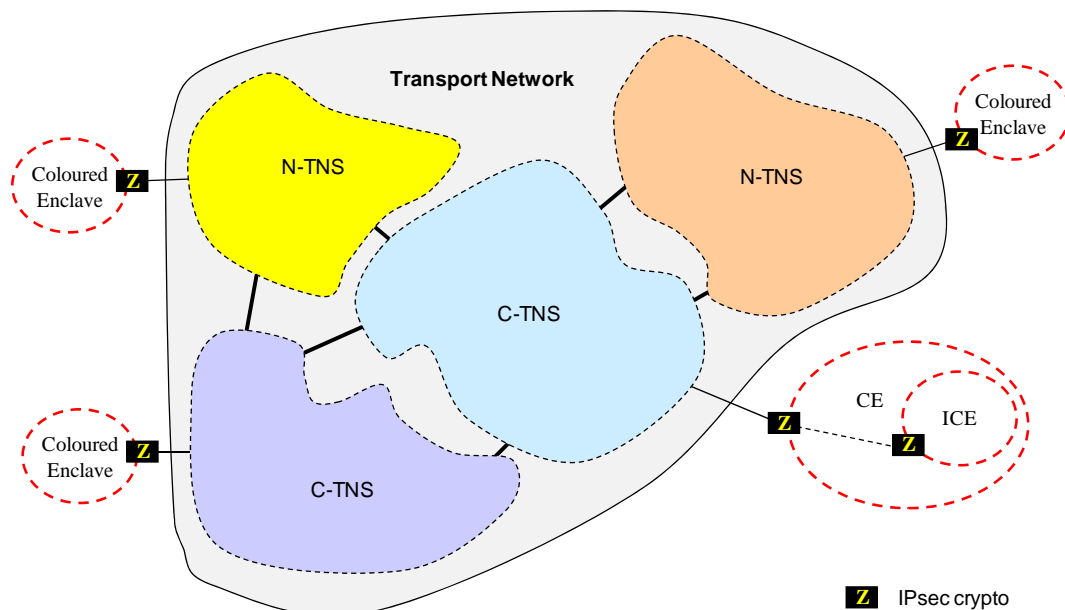 Transport Network
Coloured
Enclave
Z
N-TNS
N-TNS
Z
Coloured
Enclave
C-TNS
CE
ICE
Z
Z
Coloured
Enclave
Z
C-TNS
Z IPsec crypto